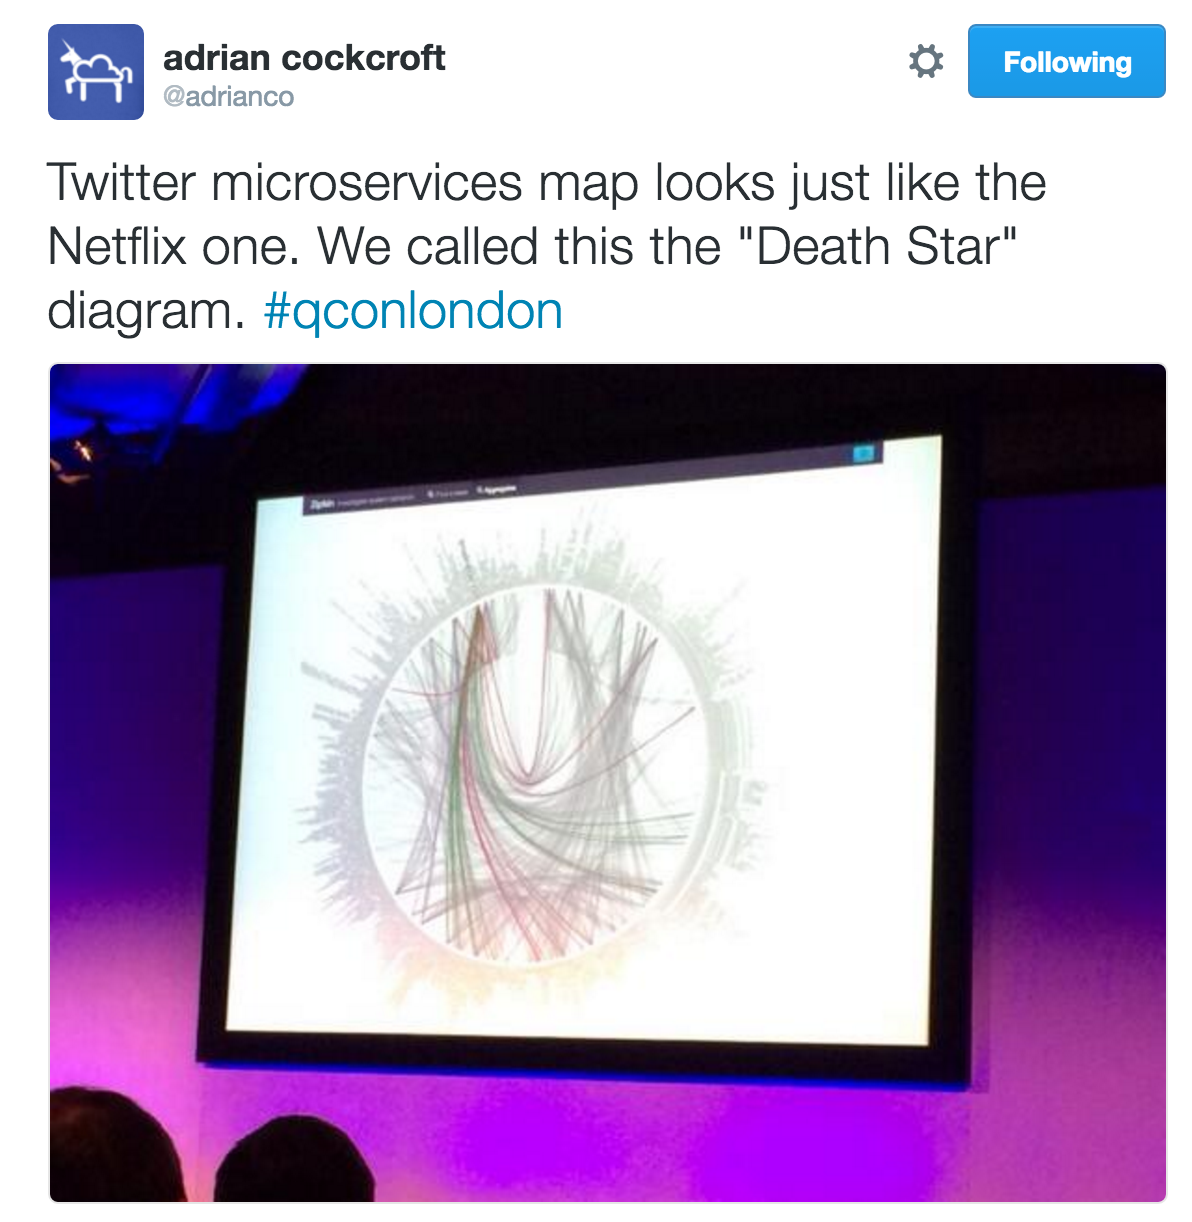 adrian cockcroft
@adrianco
Following
Twitter microservices map looks just like the
Netflix one. We called this the "Death Star"
diagram. #qconlondon
Zipkin